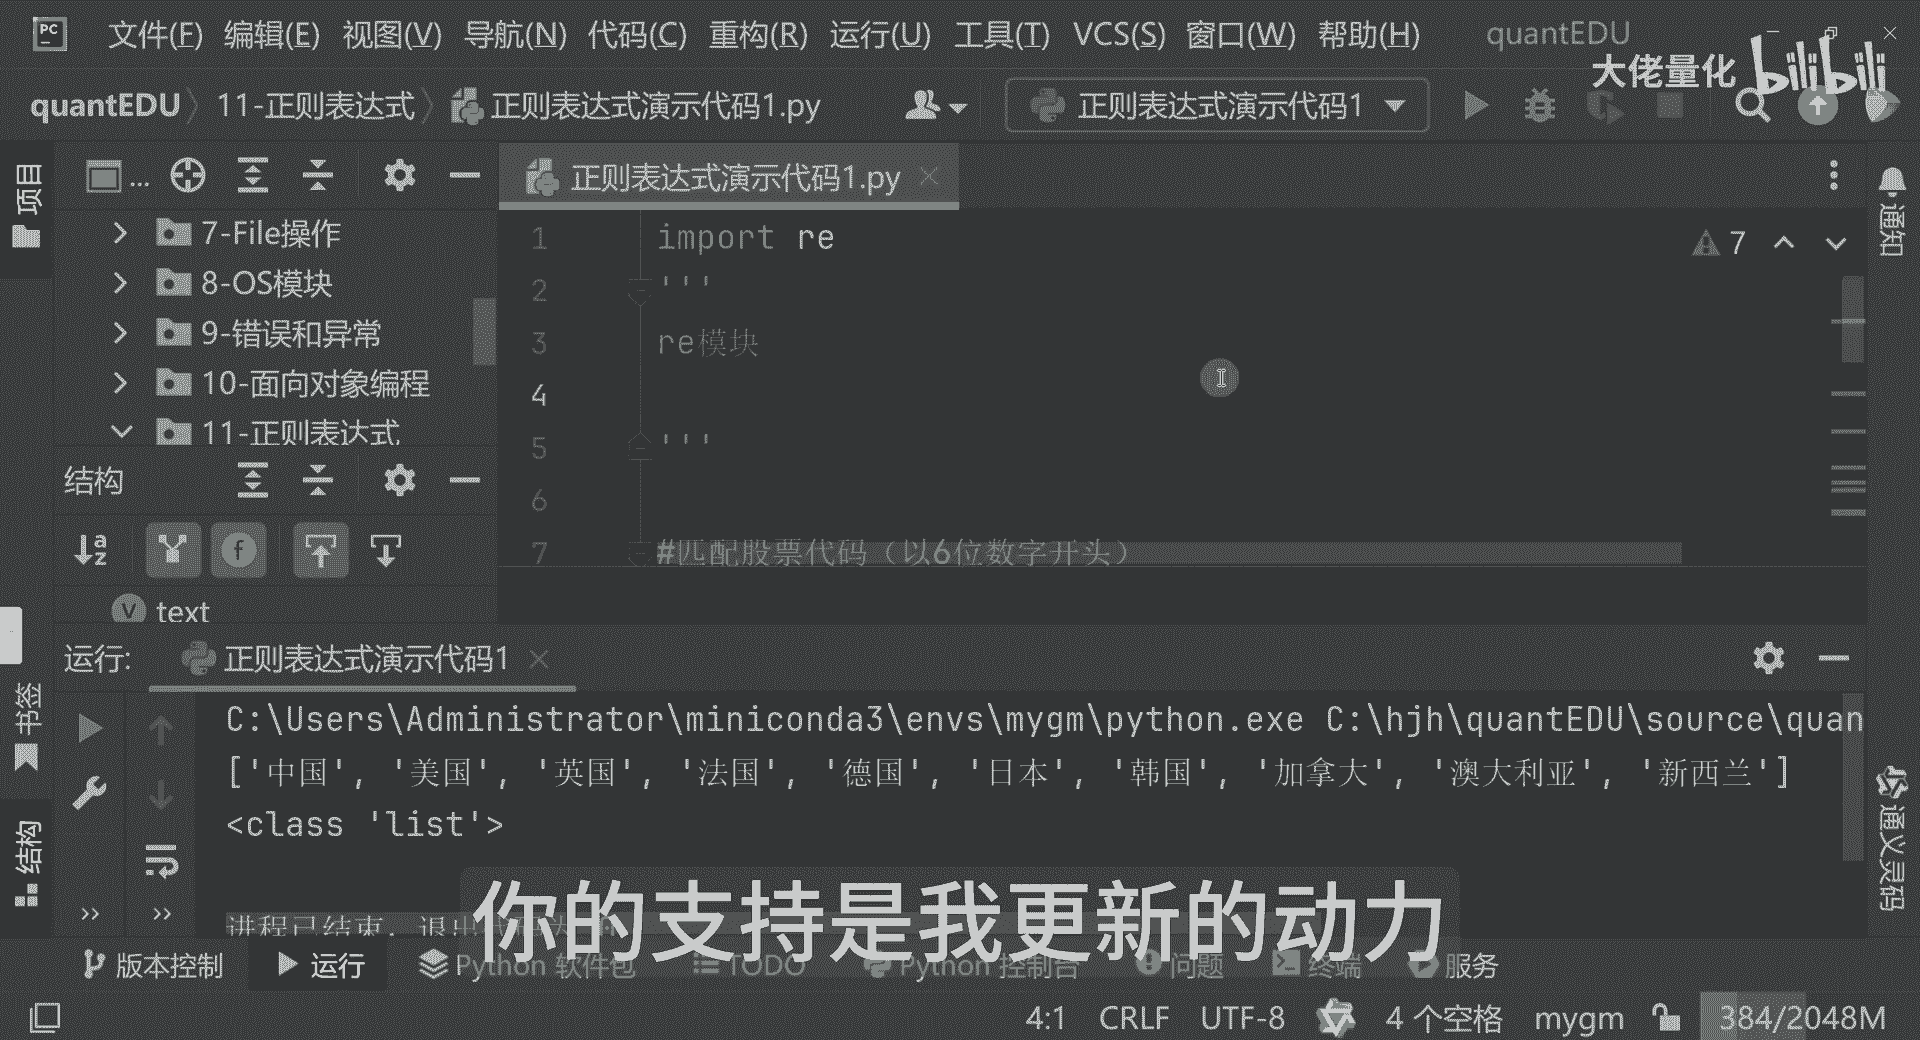 文件(F) 编辑(E) 视图(V) 导航(N) 代码(C) 重构(R) 运行(U) 工具(T) VCS(S) 窗口(W) 帮助(H) quantEDU
大佬量化 bilibili
quantEDU 11-正则表达式 正则表达式演示代码1.py 正则表达式演示代码1
项目
... 正则表达式演示代码1.py
通知
7-File操作
8-OS模块
9-错误和异常
10-面向对象编程
11-正则表达式
1 import re
7
2 '''
3 re模块
4
5 '''
6
7 #匹配股票代码（以6位数字开头）
结构
text
运行: 正则表达式演示代码1
书签
结构
C:\Users\Administrator\miniconda3\envs\mygm\python.exe C:\hjh\quantEDU\source\quan
['中国', '美国', '英国', '法国', '德国', '日本', '韩国', '加拿大', '澳大利亚', '新西兰']
<class 'list'>
通义灵码
进程已结束，退出
你的支持是我更新的动力
版本控制 运行 Python 软件包 TODO Python 控制台 问题 终端 服务
4:1 CRLF UTF-8 4 个空格 mygm 384/2048M